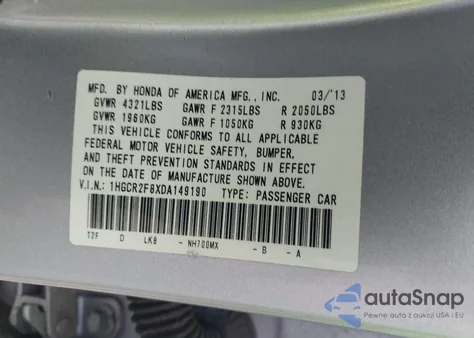 MFD. BY HONDA OF AMERICA MFG., INC. 03/'13
GVWR 4321LBS GAWR F 2315LBS R 2050LBS
GVWR 1960KG GAWR F 1050KG R 930KG
THIS VEHICLE CONFORMS TO ALL APPLICABLE
FEDERAL MOTOR VEHICLE SAFETY, BUMPER,
AND THEFT PREVENTION STANDARDS IN EFFECT
ON THE DATE OF MANUFACTURE SHOWN ABOVE.
V.I.N.: 1HGCR2F8XDA149190 TYPE: PASSENGER CAR
T2F D LK8 - NH700MX - B - A
autoSnap
Pewne auta z aukcji USA i EU